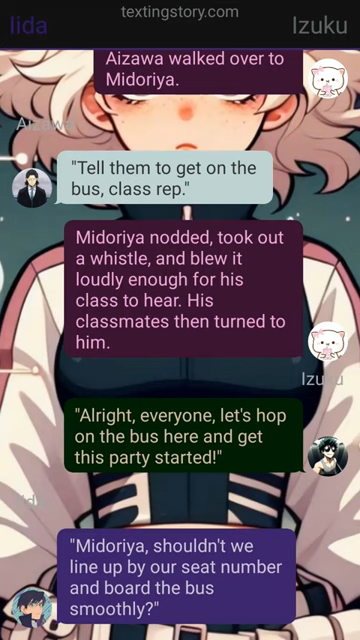 textingstory.com
Iida
Izuku
Aizawa walked over to
Midoriya.
Aizawa
"Tell them to get on the
bus, class rep."
Midoriya nodded, took out
a whistle, and blew it
loudly enough for his
class to hear. His
classmates then turned to
him.
Izuku
"Alright, everyone, let's hop
on the bus here and get
this party started!"
"Midoriya, shouldn't we
line up by our seat number
and board the bus
smoothly?"